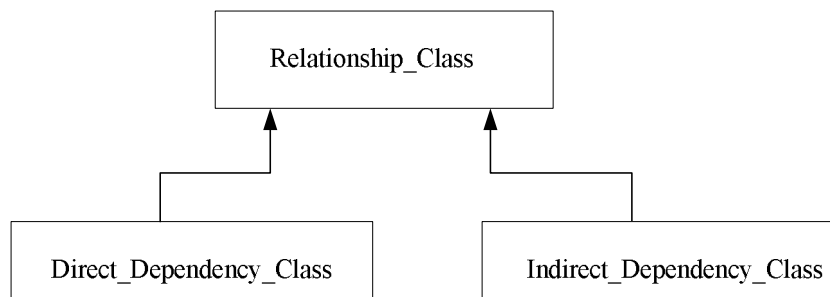 Relationship_Class
Direct_Dependency_Class
Indirect_Dependency_Class